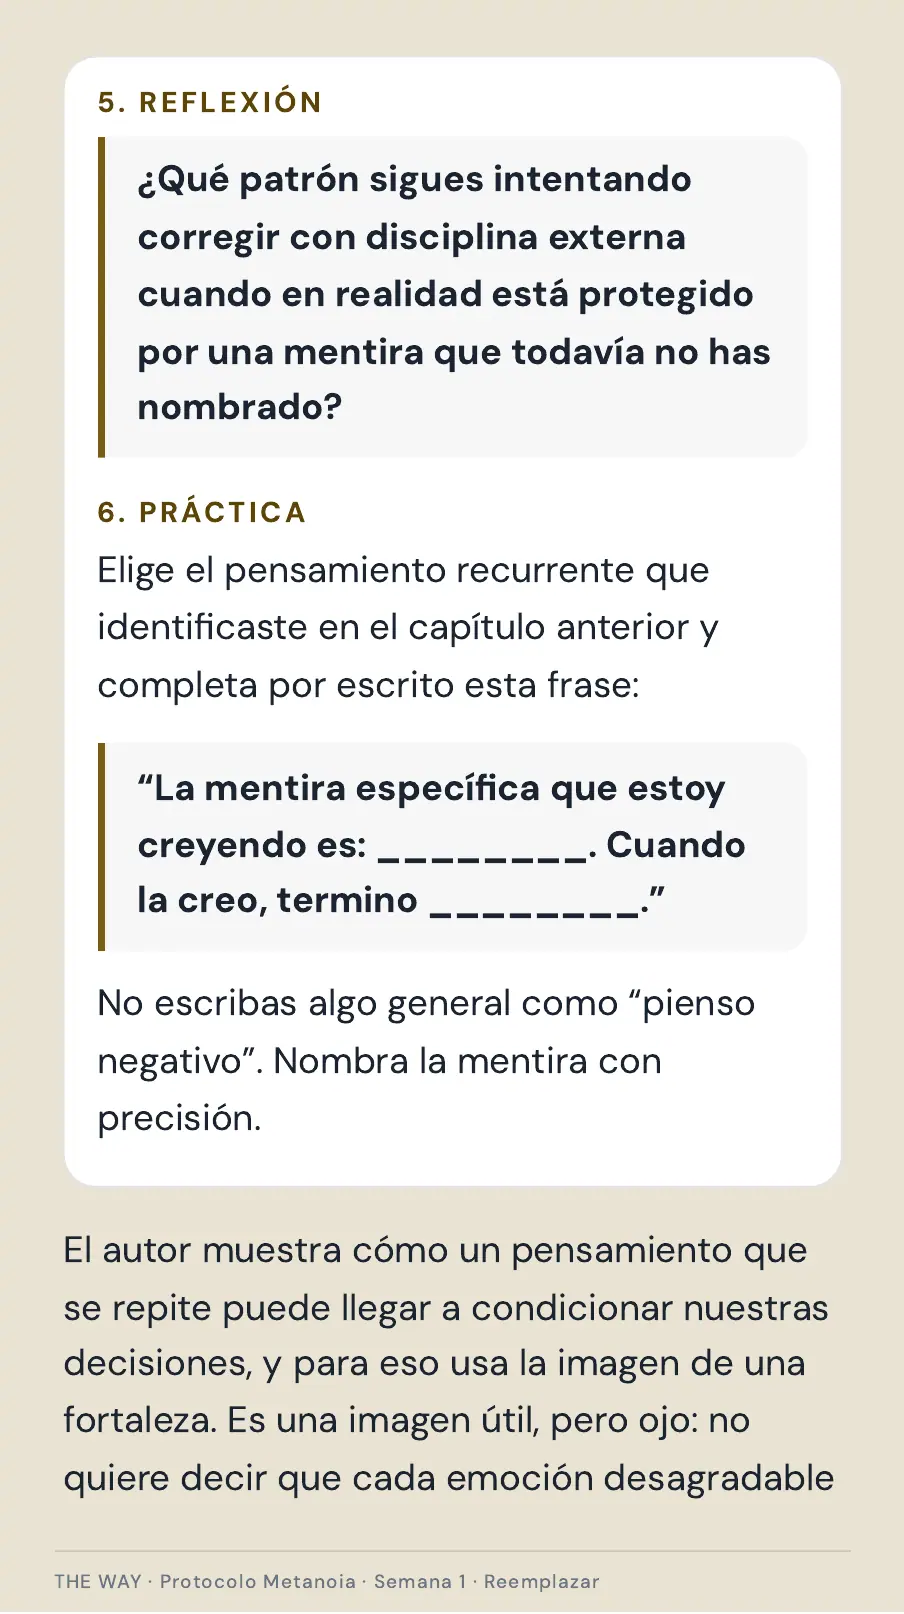 5. REFLEXIÓN
¿Qué patrón sigues intentando
corregir con disciplina externa
cuando en realidad está protegido
por una mentira que todavía no has
nombrado?
6. PRÁCTICA
Elige el pensamiento recurrente que
identificaste en el capítulo anterior y
completa por escrito esta frase:
“La mentira específica que estoy
creyendo es: ________. Cuando
la creo, termino ________.”
No escribas algo general como “pienso
negativo”. Nombra la mentira con
precisión.
El autor muestra cómo un pensamiento que
se repite puede llegar a condicionar nuestras
decisiones, y para eso usa la imagen de una
fortaleza. Es una imagen útil, pero ojo: no
quiere decir que cada emoción desagradable
THE WAY · Protocolo Metanoia · Semana 1 · Reemplazar